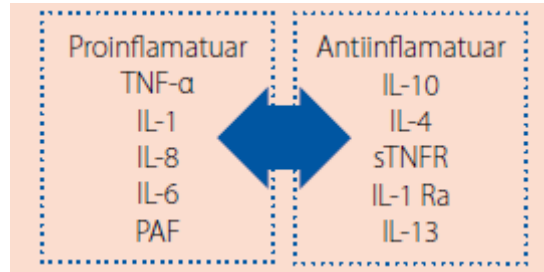 Proinflamatuar
TNF-α
IL-1
IL-8
IL-6
PAF
Antiinflamatuar
IL-10
IL-4
sTNFR
IL-1 Ra
IL-13